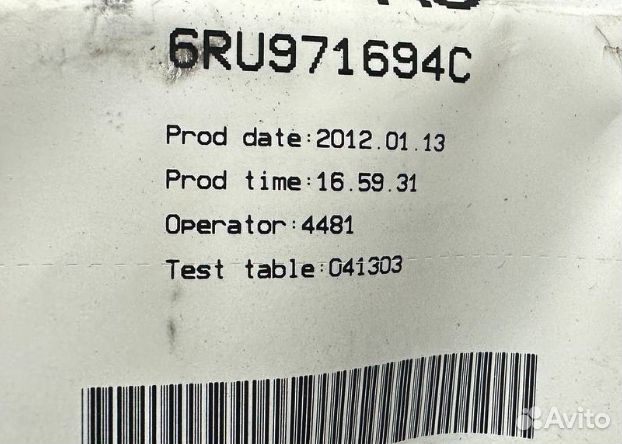 6RU971694C
Prod date:2012.01.13
Prod time:16.59.31
Operator:4481
Test table:041303
Avito